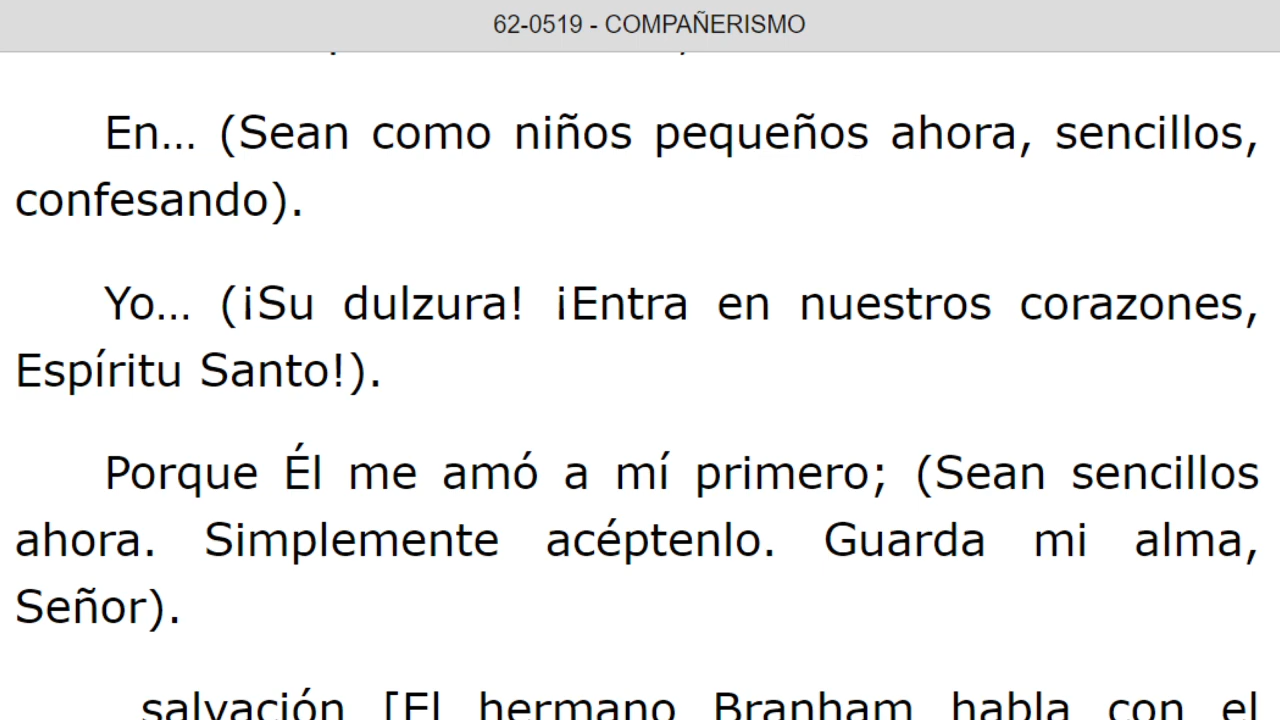 62-0519 - COMPAÑERISMO
En... (Sean como niños pequeños ahora, sencillos,
confesando).
Yo... (¡Su dulzura! ¡Entra en nuestros corazones,
Espíritu Santo!).
Porque Él me amó a mí primero; (Sean sencillos
ahora. Simplemente acéptenlo. Guarda mi alma,
Señor).
salvación [El hermano Branham habla con el